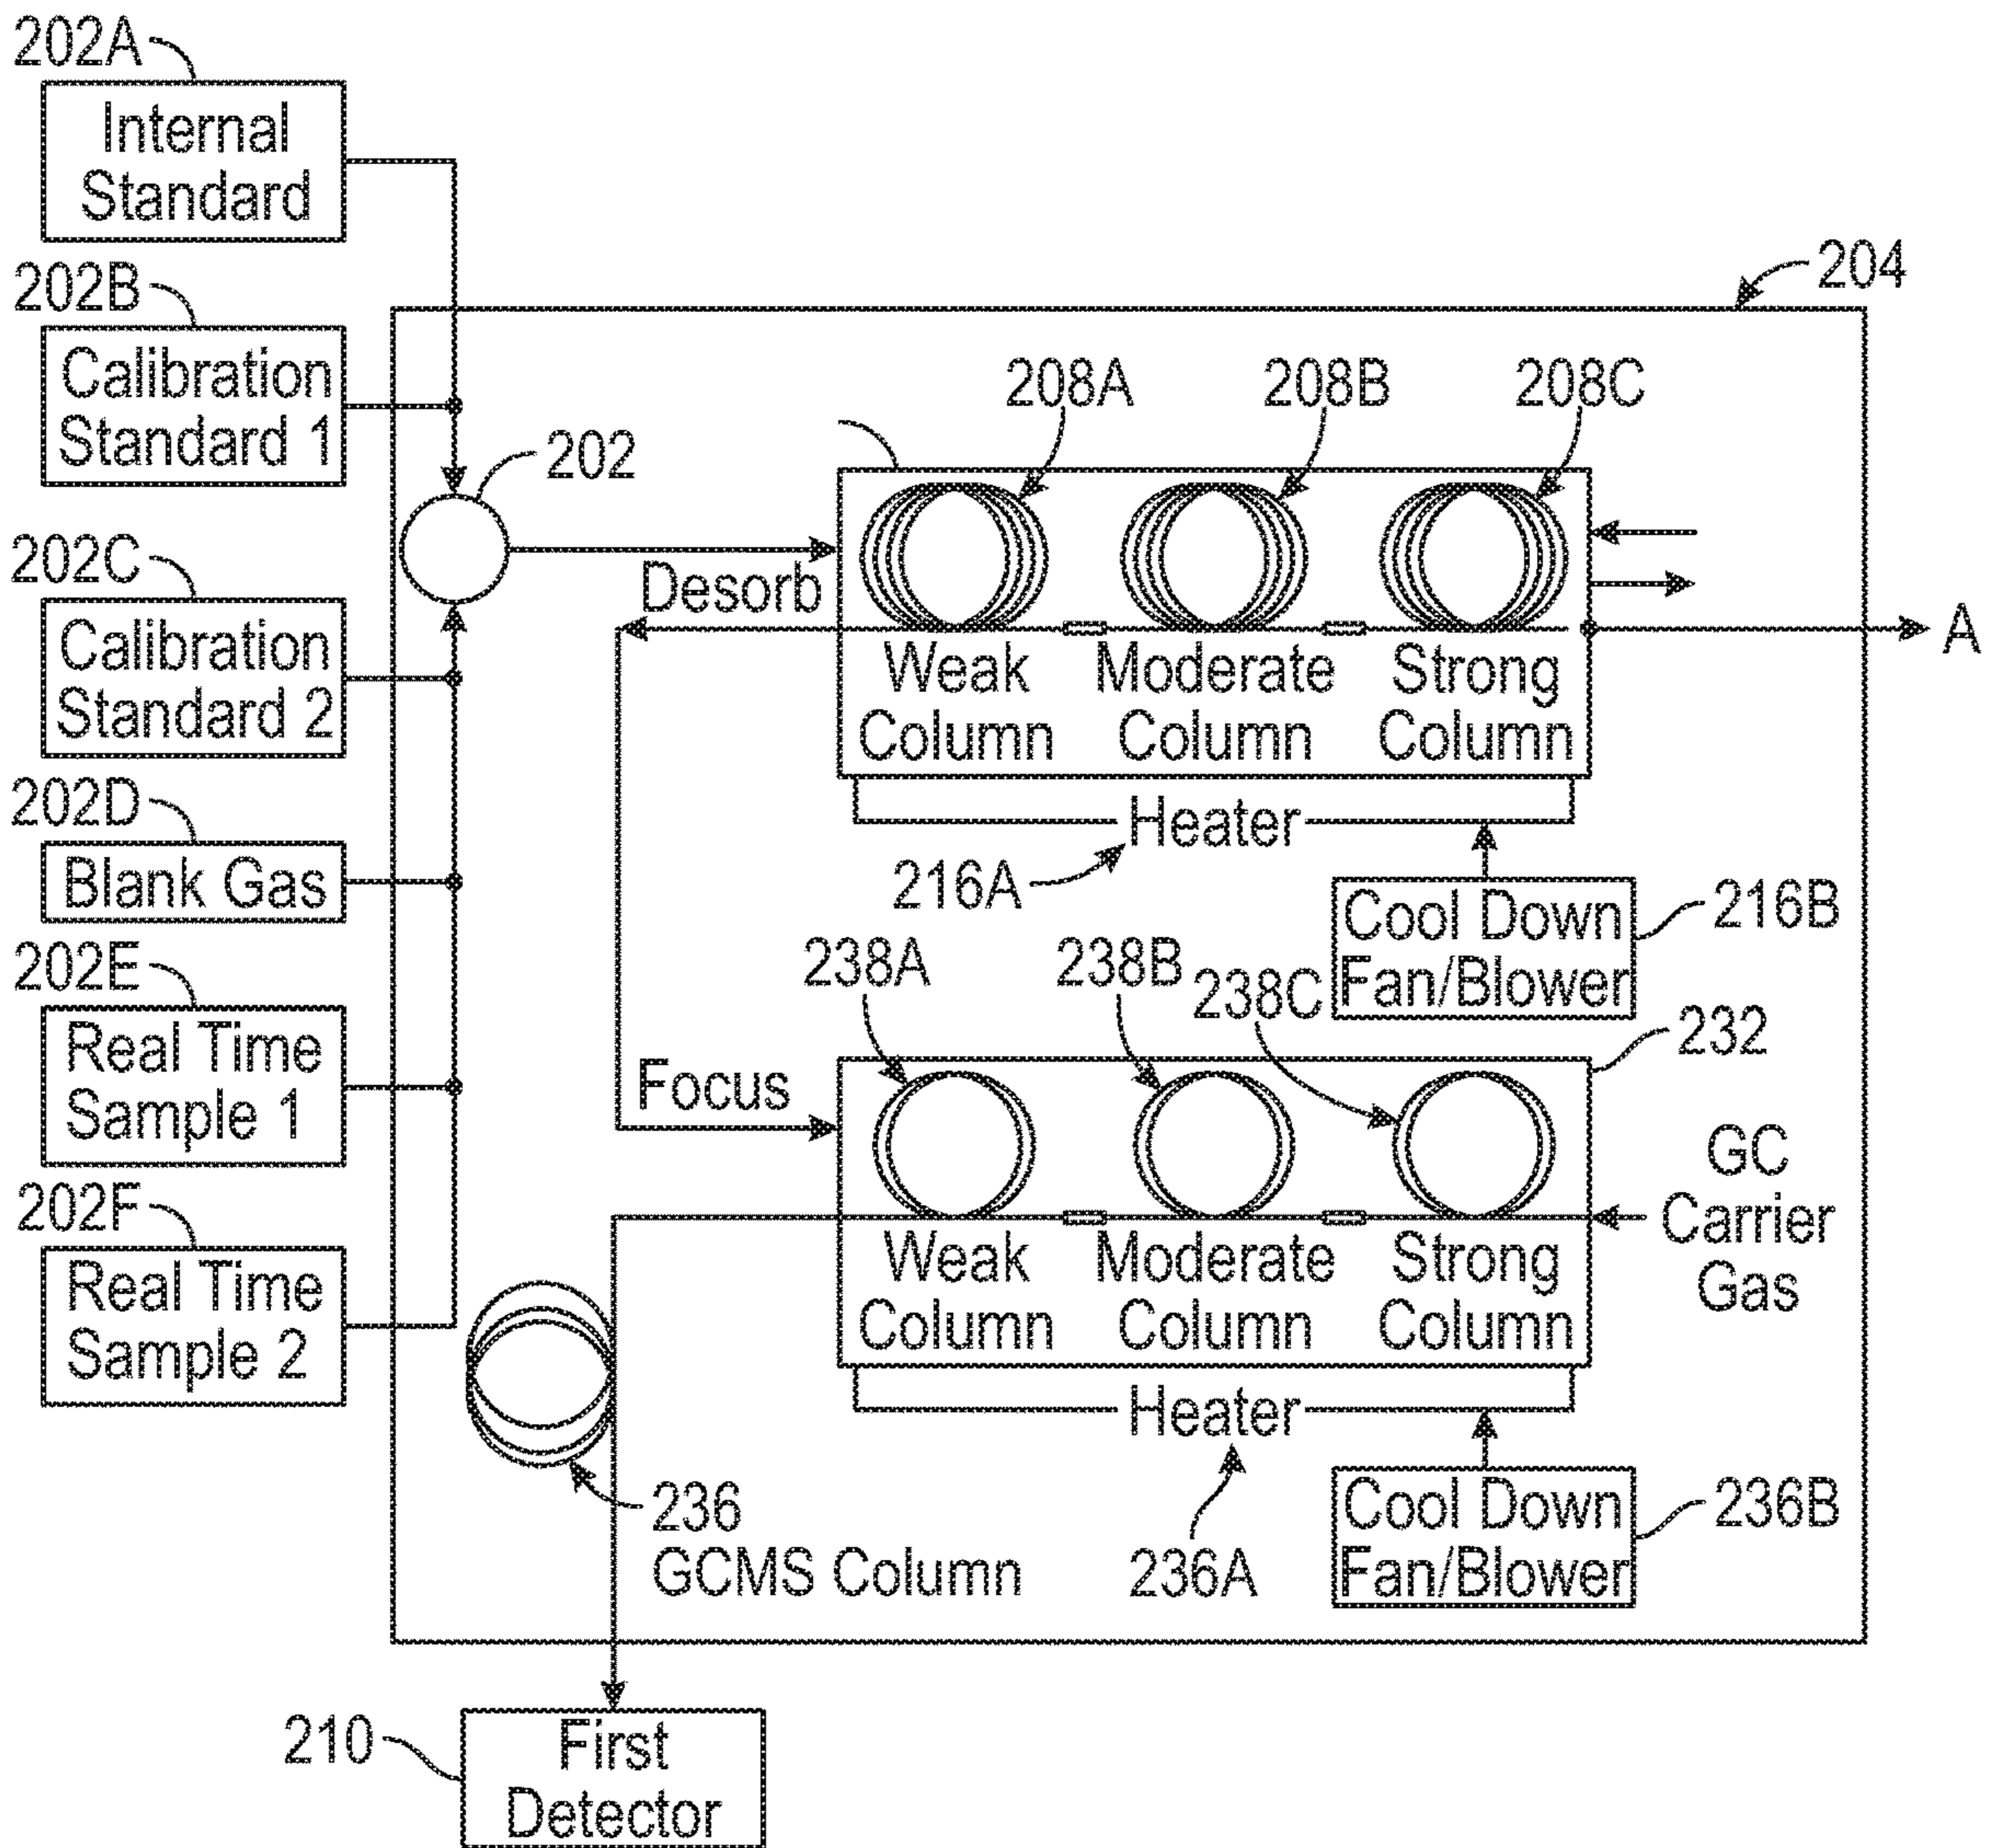 202A
Internal
Standard
202B
Calibration
Standard 1
202C
Calibration
Standard 2
202D
Blank Gas
202E
Real Time
Sample 1
202F
Real Time
Sample 2
204
202
208A
208B
208C
Desorb
Weak
Column
Moderate
Column
Strong
Column
A
Heater
216A
Cool Down
Fan/Blower
216B
238A
238B
238C
232
Focus
Weak
Column
Moderate
Column
Strong
Column
GC
Carrier
Gas
Heater
236A
Cool Down
Fan/Blower
236B
236
GCMS Column
210
First
Detector